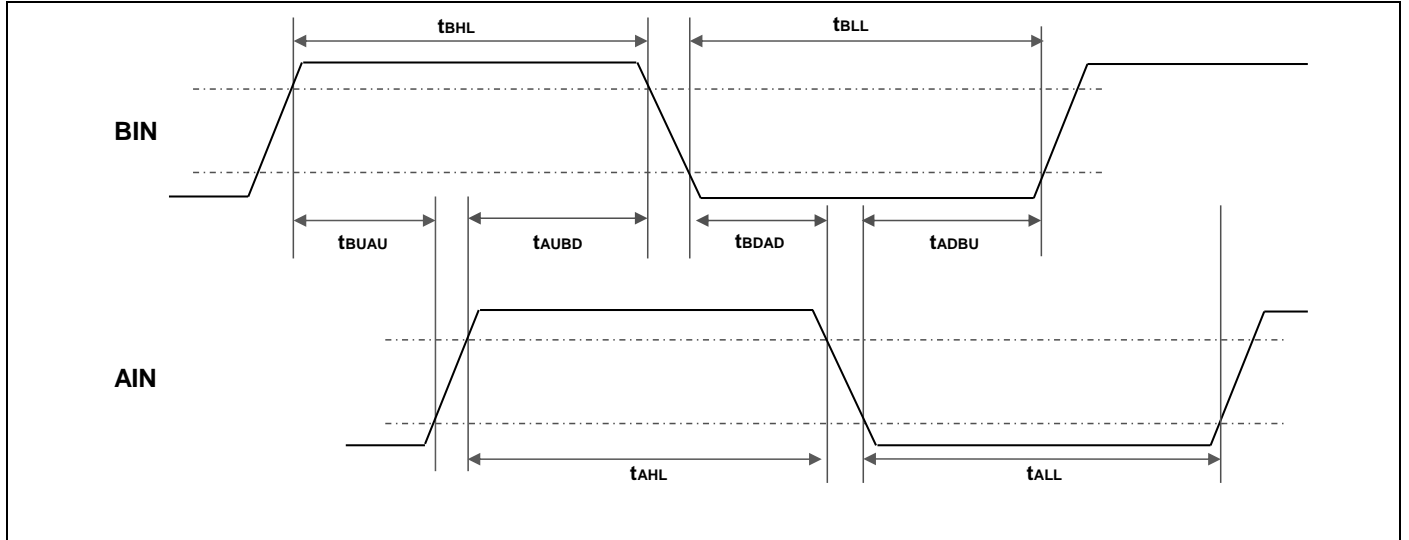 tBHL
tBLL
BIN
tBUAU
tAUBD
tBDAD
tADBU
AIN
tAHL
tALL